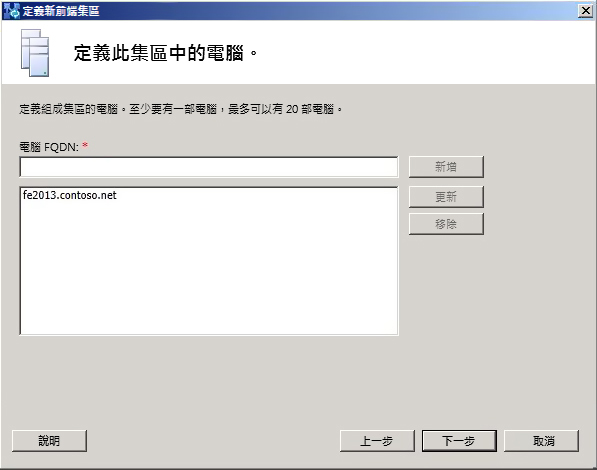 定義新前端集區
定義此集區中的電腦。
定義組成集區的電腦。至少要有一部電腦，最多可以有 20 部電腦。
電腦 FQDN: *
新增
fe2013.contoso.net
更新
移除
說明
上一步
下一步
取消